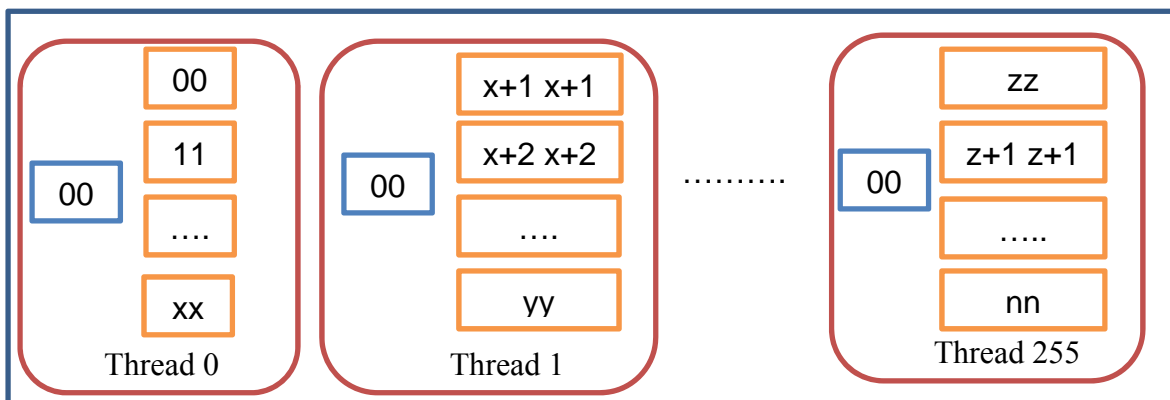 00
00
11
....
xx
Thread 0
00
x+1 x+1
x+2 x+2
....
yy
Thread 1
..........
00
zz
z+1 z+1
.....
nn
Thread 255